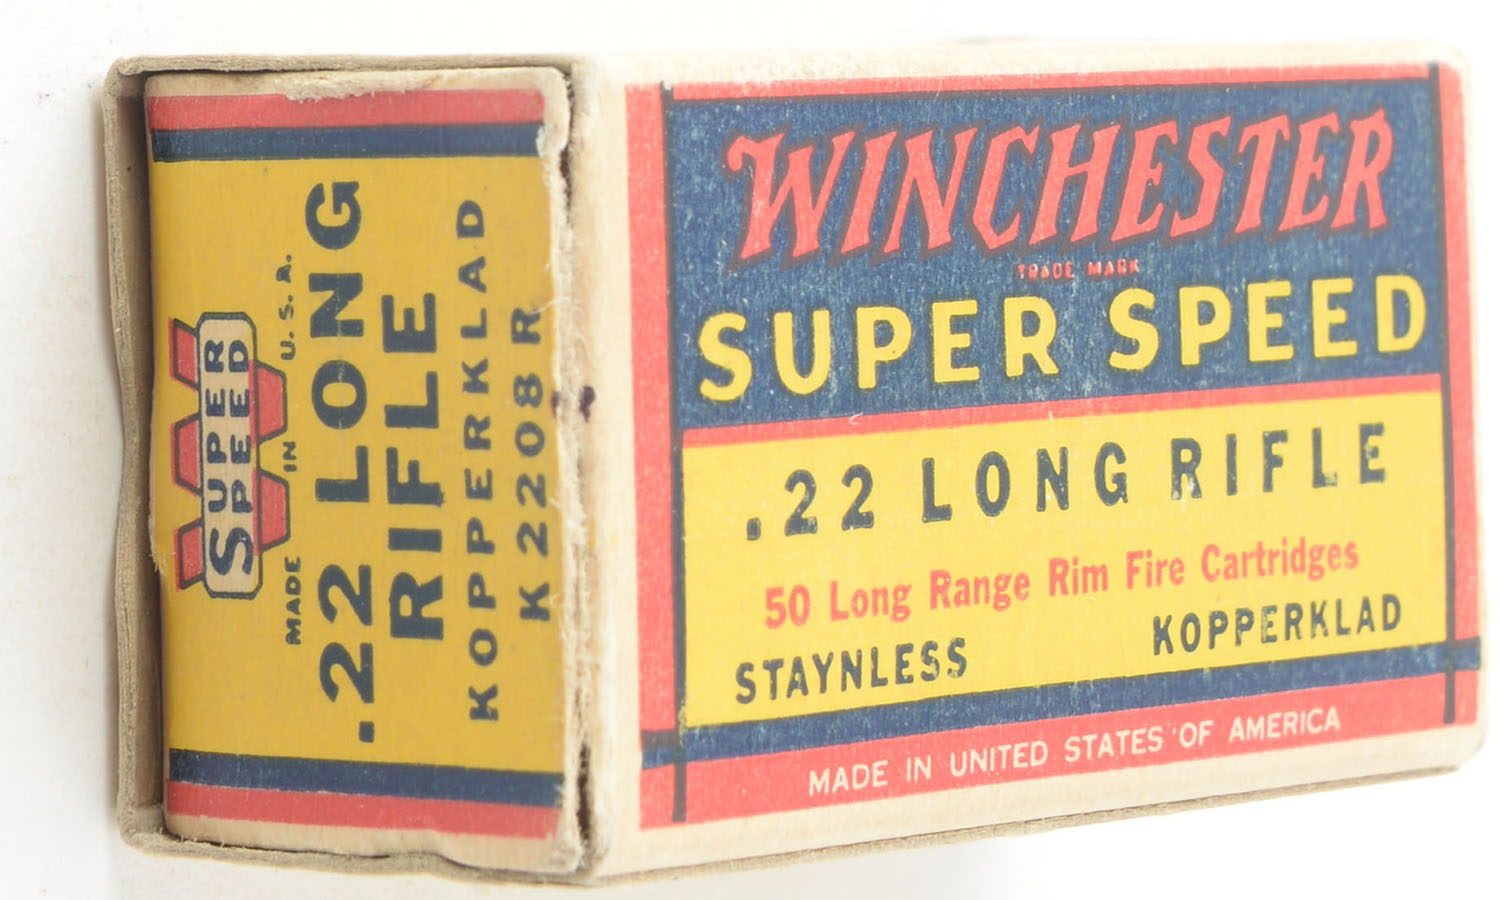 WINCHESTER
TRADE MARK
SUPER SPEED
.22 LONG RIFLE
50 Long Range Rim Fire Cartridges
STAYNLESS KOPPERKLAD
MADE IN UNITED STATES OF AMERICA
W
SUPER
SPEED
MADE IN U.S.A.
.22 LONG
RIFLE
KOPPERKLAD
K2208R